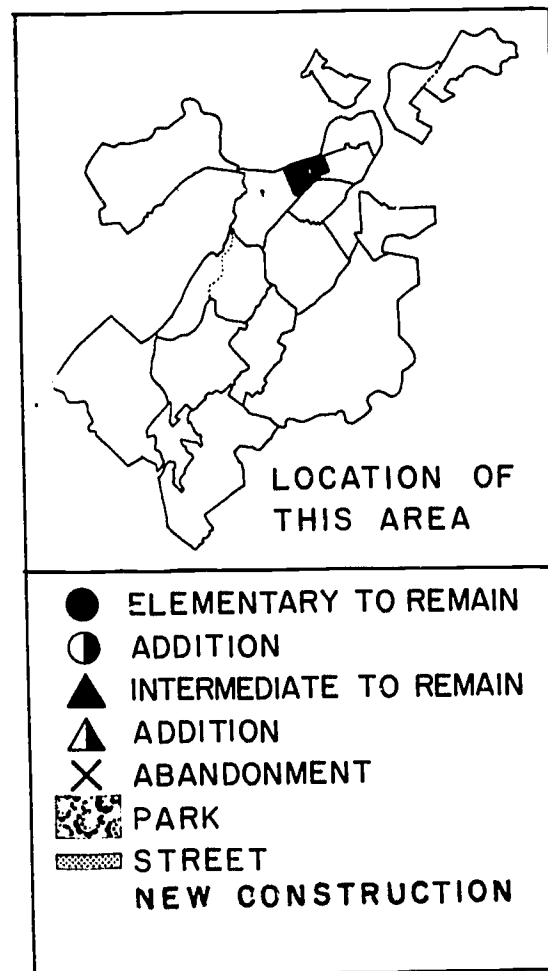 LOCATION OF
THIS AREA
ELEMENTARY TO REMAIN
ADDITION
INTERMEDIATE TO REMAIN
ADDITION
ABANDONMENT
PARK
STREET
NEW CONSTRUCTION